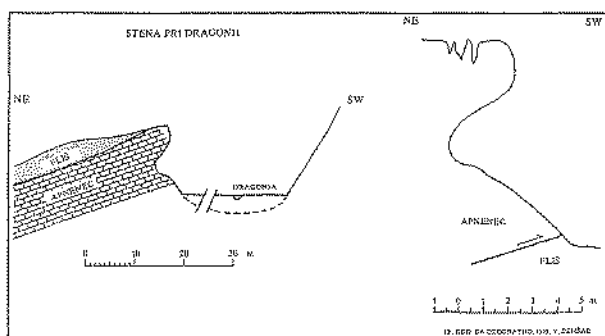 STENA PRI DRAGONJI
NE
SW
FLIŠ
APNENEC
DRAGONJA
0 10 20 30 M
NE
SW
APNENEC
FLIŠ
1 0 1 2 3 4 5 m